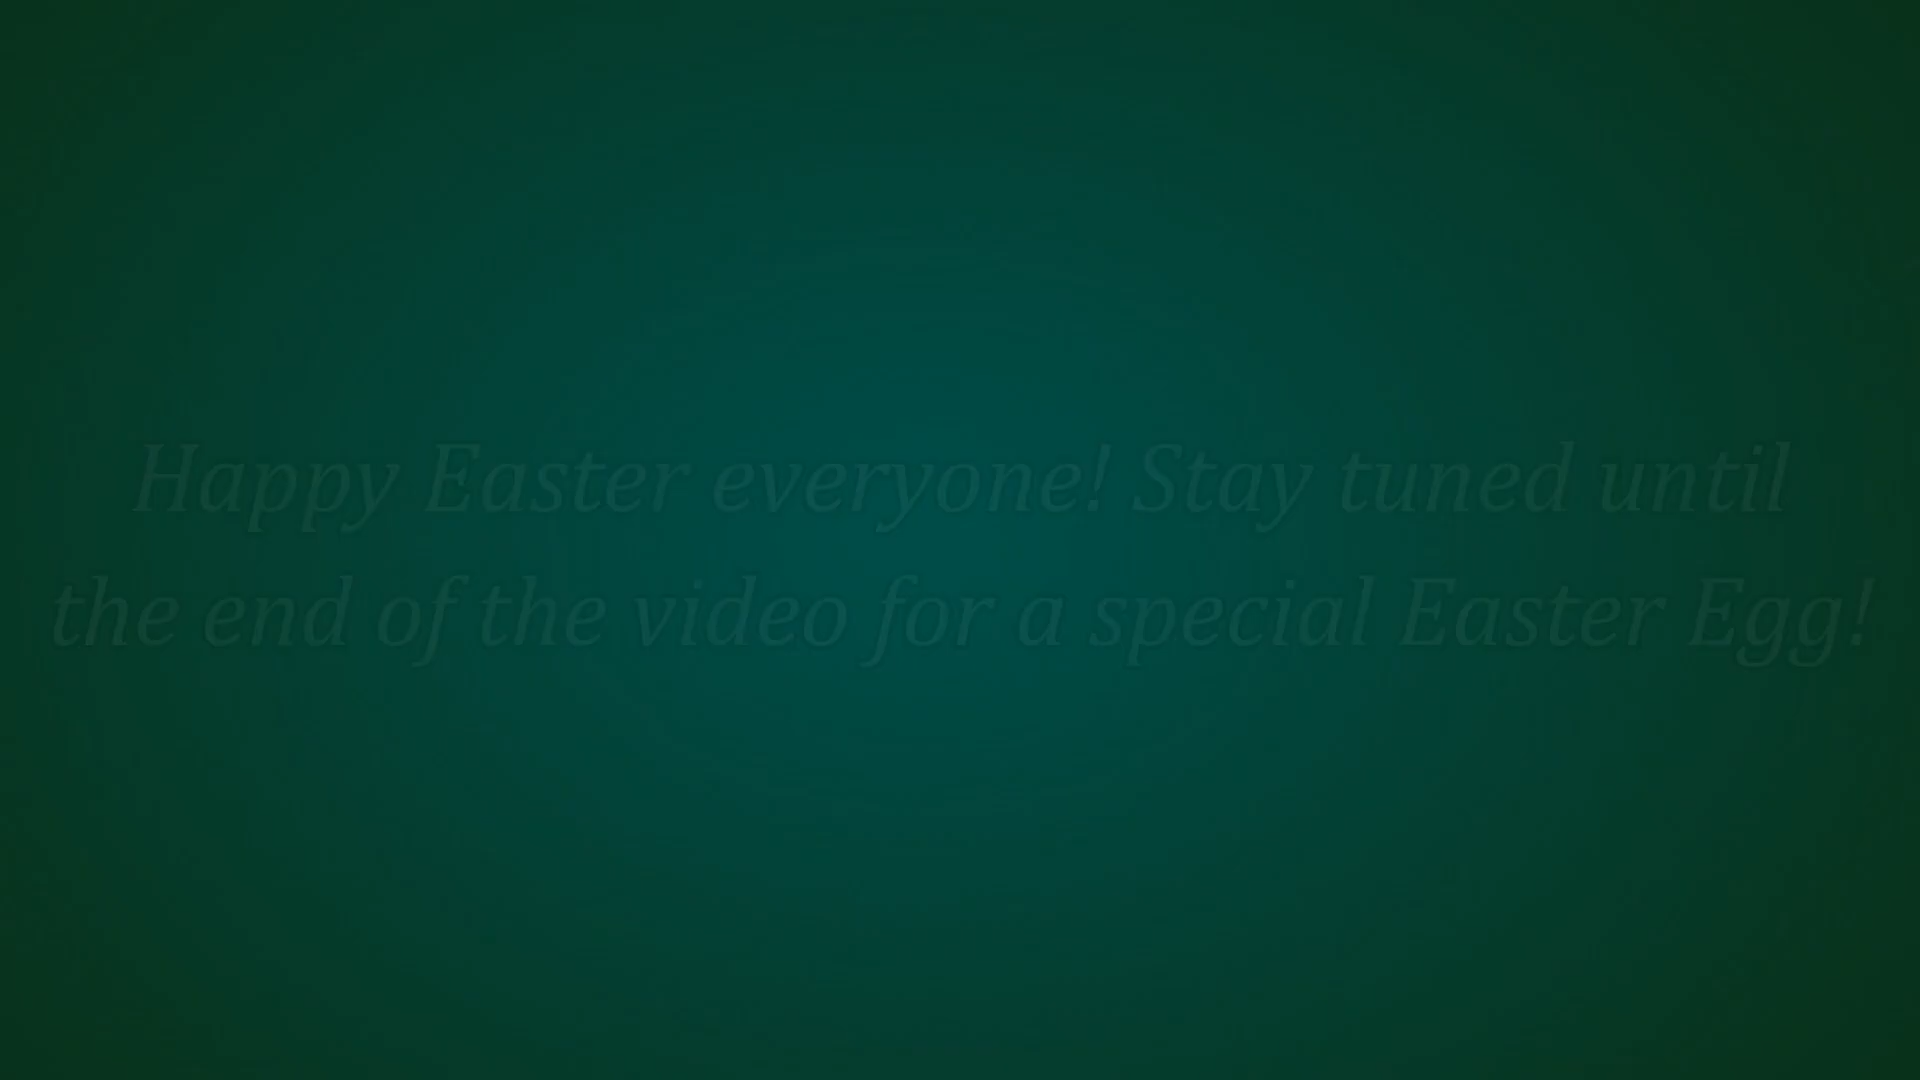 Happy Easter everyone! Stay tuned until
the end of the video for a special Easter Egg!